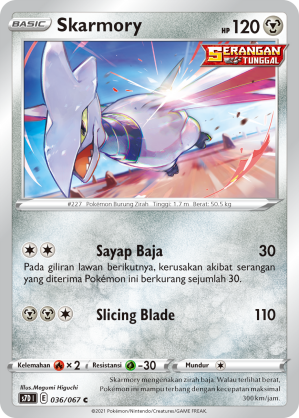 BASIC Skarmory HP 120
SERANGAN
TUNGGAL
#227 Pokémon Burung Zirah Tinggi: 1.7 m Berat: 50,5 kg
Sayap Baja 30
Pada giliran lawan berikutnya, kerusakan akibat serangan
yang diterima Pokémon ini berkurang sejumlah 30.
Slicing Blade 110
Kelemahan × 2 Resistansi -30 Mundur
Illus.Megumi Higuchi
S7D I E 036/067 C
Skarmory mengenakan zirah baja. Walau terlihat berat,
Pokémon ini mampu terbang dengan kecepatan maksimal
300 km/jam.
©2021 Pokémon/Nintendo/Creatures/GAME FREAK